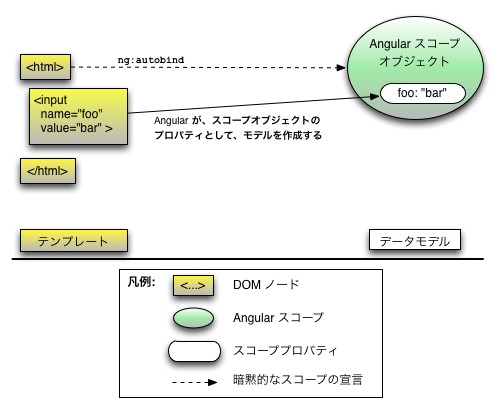 Angular スコープ
オブジェクト
<html>
ng:autobind
foo: "bar"
<input
name="foo"
value="bar" >
Angular が、スコープオブジェクトの
プロパティとして、モデルを作成する
</html>
テンプレート
データモデル
凡例:
<...>
DOM ノード
Angular スコープ
スコーププロパティ
暗黙的なスコープの宣言